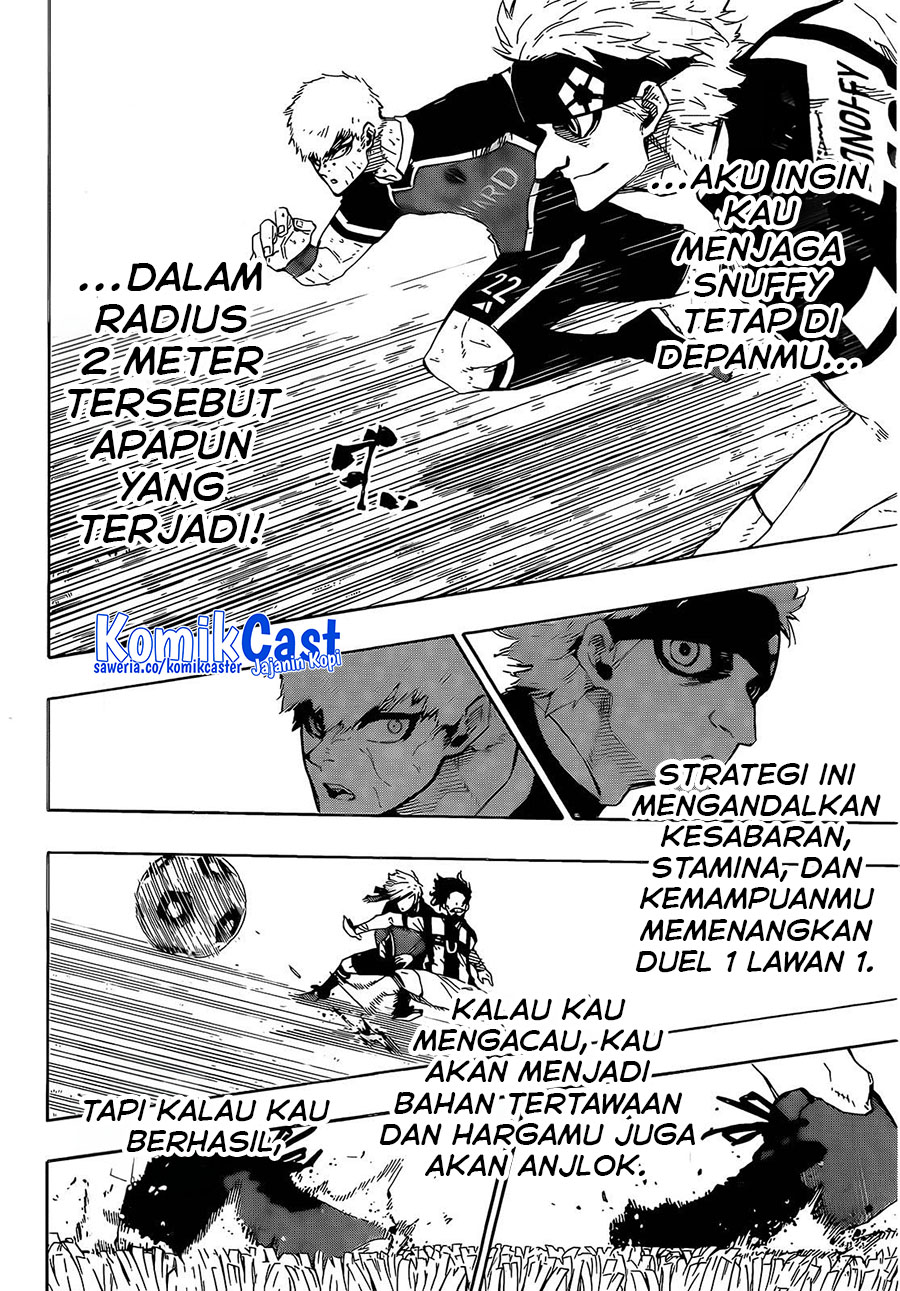 ...AKU INGIN
KAU
MENJAGA
SNUFFY
TETAP DI
DEPANMU...
...DALAM
RADIUS
2 METER
TERSEBUT
APAPUN
YANG
TERJADI!
WARD
22
KomikCast
saweria.co/komikcaster Jajanin Kopi
STRATEGI INI
MENGANDALKAN
KESABARAN,
STAMINA, DAN
KEMAMPUANMU
MEMENANGKAN
DUEL 1 LAWAN 1.
KALAU KAU
MENGACAU, KAU
AKAN MENJADI
BAHAN TERTAWAAN
DAN HARGAMU JUGA
AKAN ANJLOK.
TAPI KALAU KAU
BERHASIL,